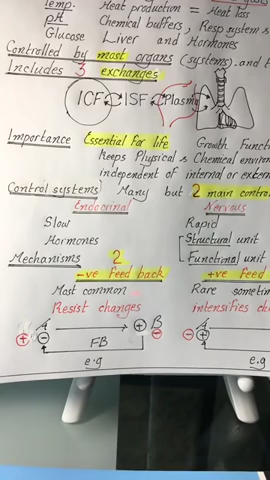 Temp: Heat production = Heat loss
pH Chemical buffers, Resp system &
Glucose Liver and Hormones
Controlled by most organs (systems) and
Includes 3 exchanges
ICF ISF Plasma
Importance Essential for life Growth Funct
Keeps Physical & Chemical environ
independent of internal or extern
Control systems Many but 2 main contro
Endocrinal Nervous
Slow Rapid
Hormones Structural unit
Functional unit
Mechanisms 2
-ve feed back +ve feed
Most common Rare someti
Resist changes intensifies ch
+ A - → + B - - A +
FB
e.g e.g